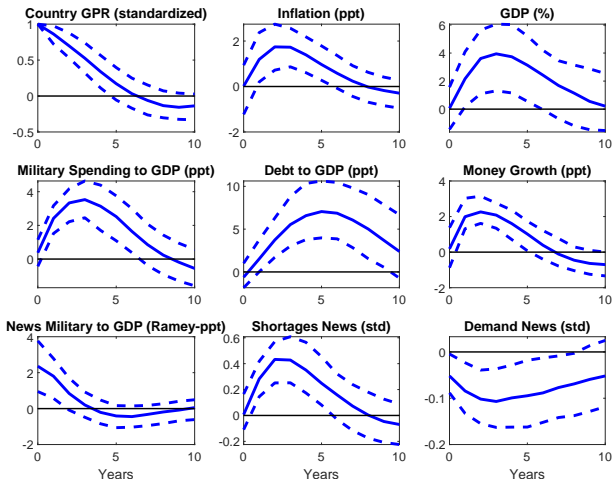 Country GPR (standardized)
1
0.5
0
-0.5
0 5 10
Inflation (ppt)
2
0
-2
0 5 10
GDP (%)
6
4
2
0
-2
0 5 10
Military Spending to GDP (ppt)
4
2
0
-2
0 5 10
Debt to GDP (ppt)
10
5
0
-2
0 5 10
Money Growth (ppt)
4
2
0
-2
0 5 10
News Military to GDP (Ramey-ppt)
4
2
0
-2
0 5 10
Years
Shortages News (std)
0.6
0.4
0.2
0
-0.2
0 5 10
Years
Demand News (std)
0
-0.1
-0.2
0 5 10
Years